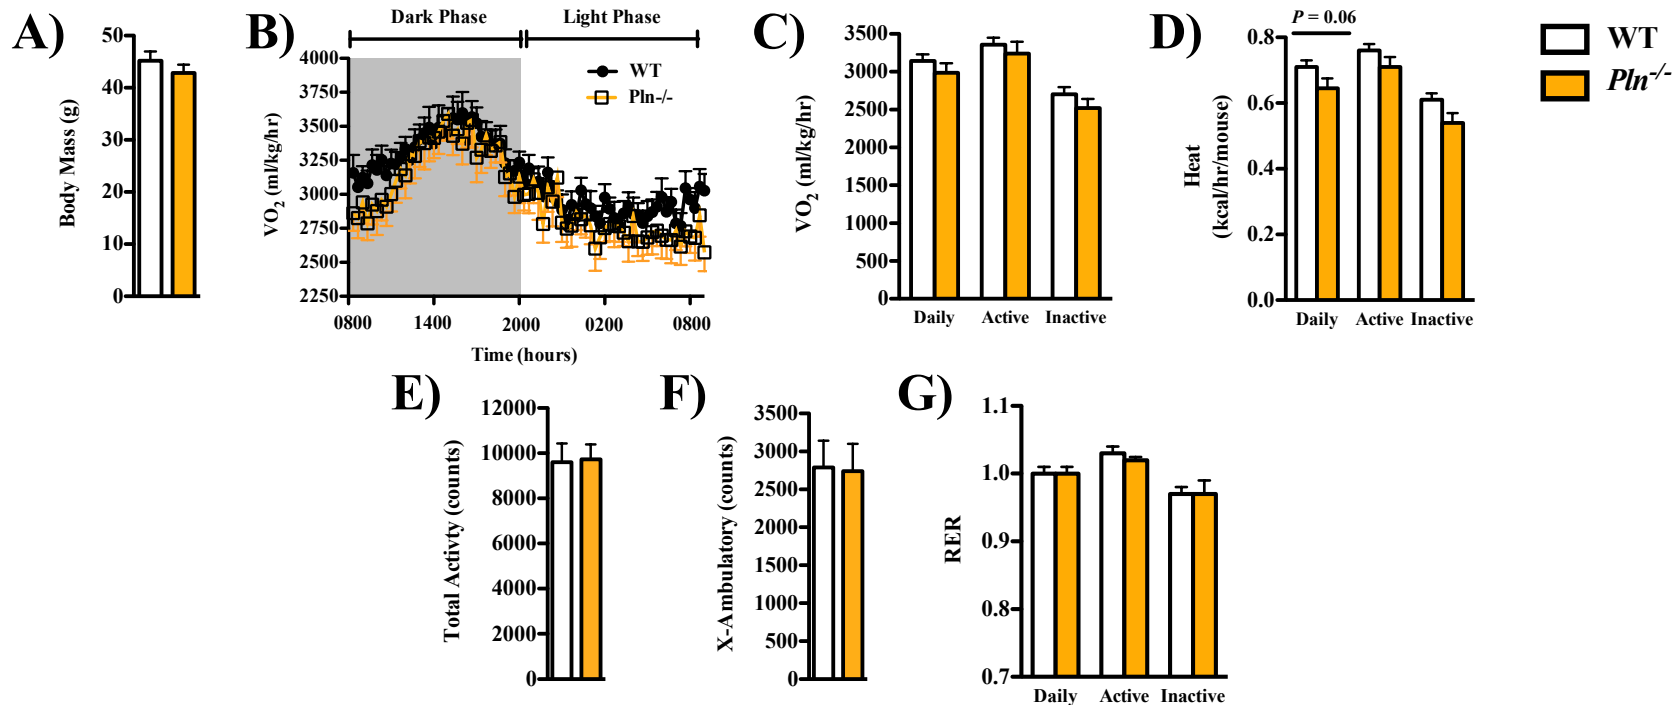 A)
Body Mass (g)
50
40
30
20
10
0
B)
Dark Phase
Light Phase
VO2 (ml/kg/hr)
4000
3750
3500
3250
3000
2750
2500
2250
WT
Pln-/-
0800
1400
2000
0200
0800
Time (hours)
C)
VO2 (ml/kg/hr)
3500
3000
2500
2000
1500
1000
500
0
Daily
Active
Inactive
D)
P = 0.06
Heat
(kcal/hr/mouse)
0.8
0.6
0.4
0.2
0.0
Daily
Active
Inactive
WT
Pln-/-
E)
Total Activty (counts)
12000
10000
8000
6000
4000
2000
0
F)
X-Ambulatory (counts)
3500
3000
2500
2000
1500
1000
500
0
G)
RER
1.1
1.0
0.9
0.8
0.7
Daily
Active
Inactive